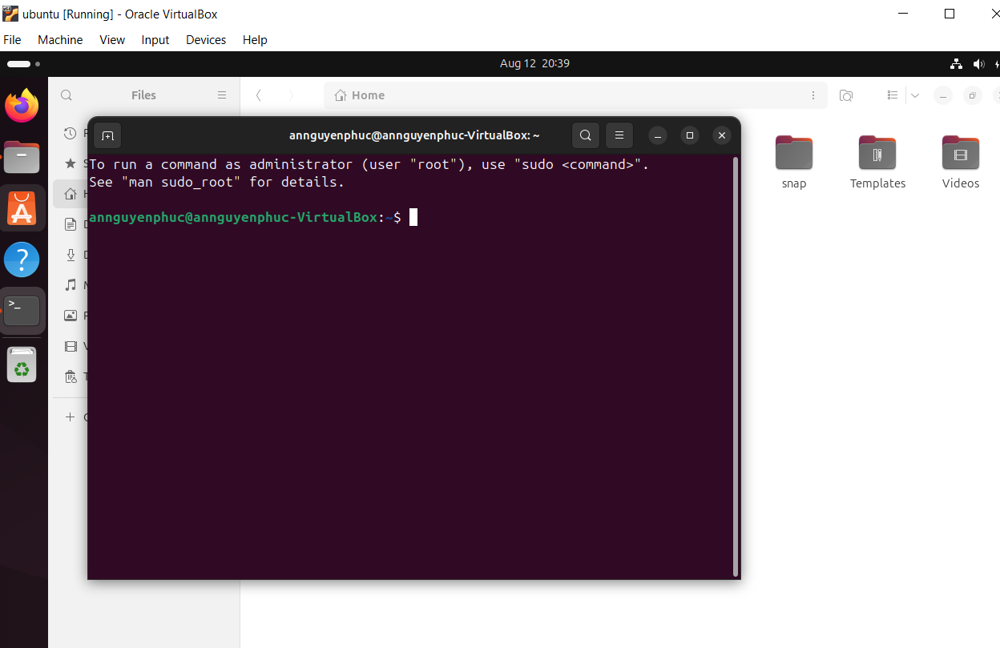 ubuntu [Running] - Oracle VirtualBox
File Machine View Input Devices Help
Aug 12 20:39
Files
Home
annguyenphuc@annguyenphuc-VirtualBox: ~
To run a command as administrator (user "root"), use "sudo <command>".
See "man sudo_root" for details.
annguyenphuc@annguyenphuc-VirtualBox:~$
snap
Templates
Videos